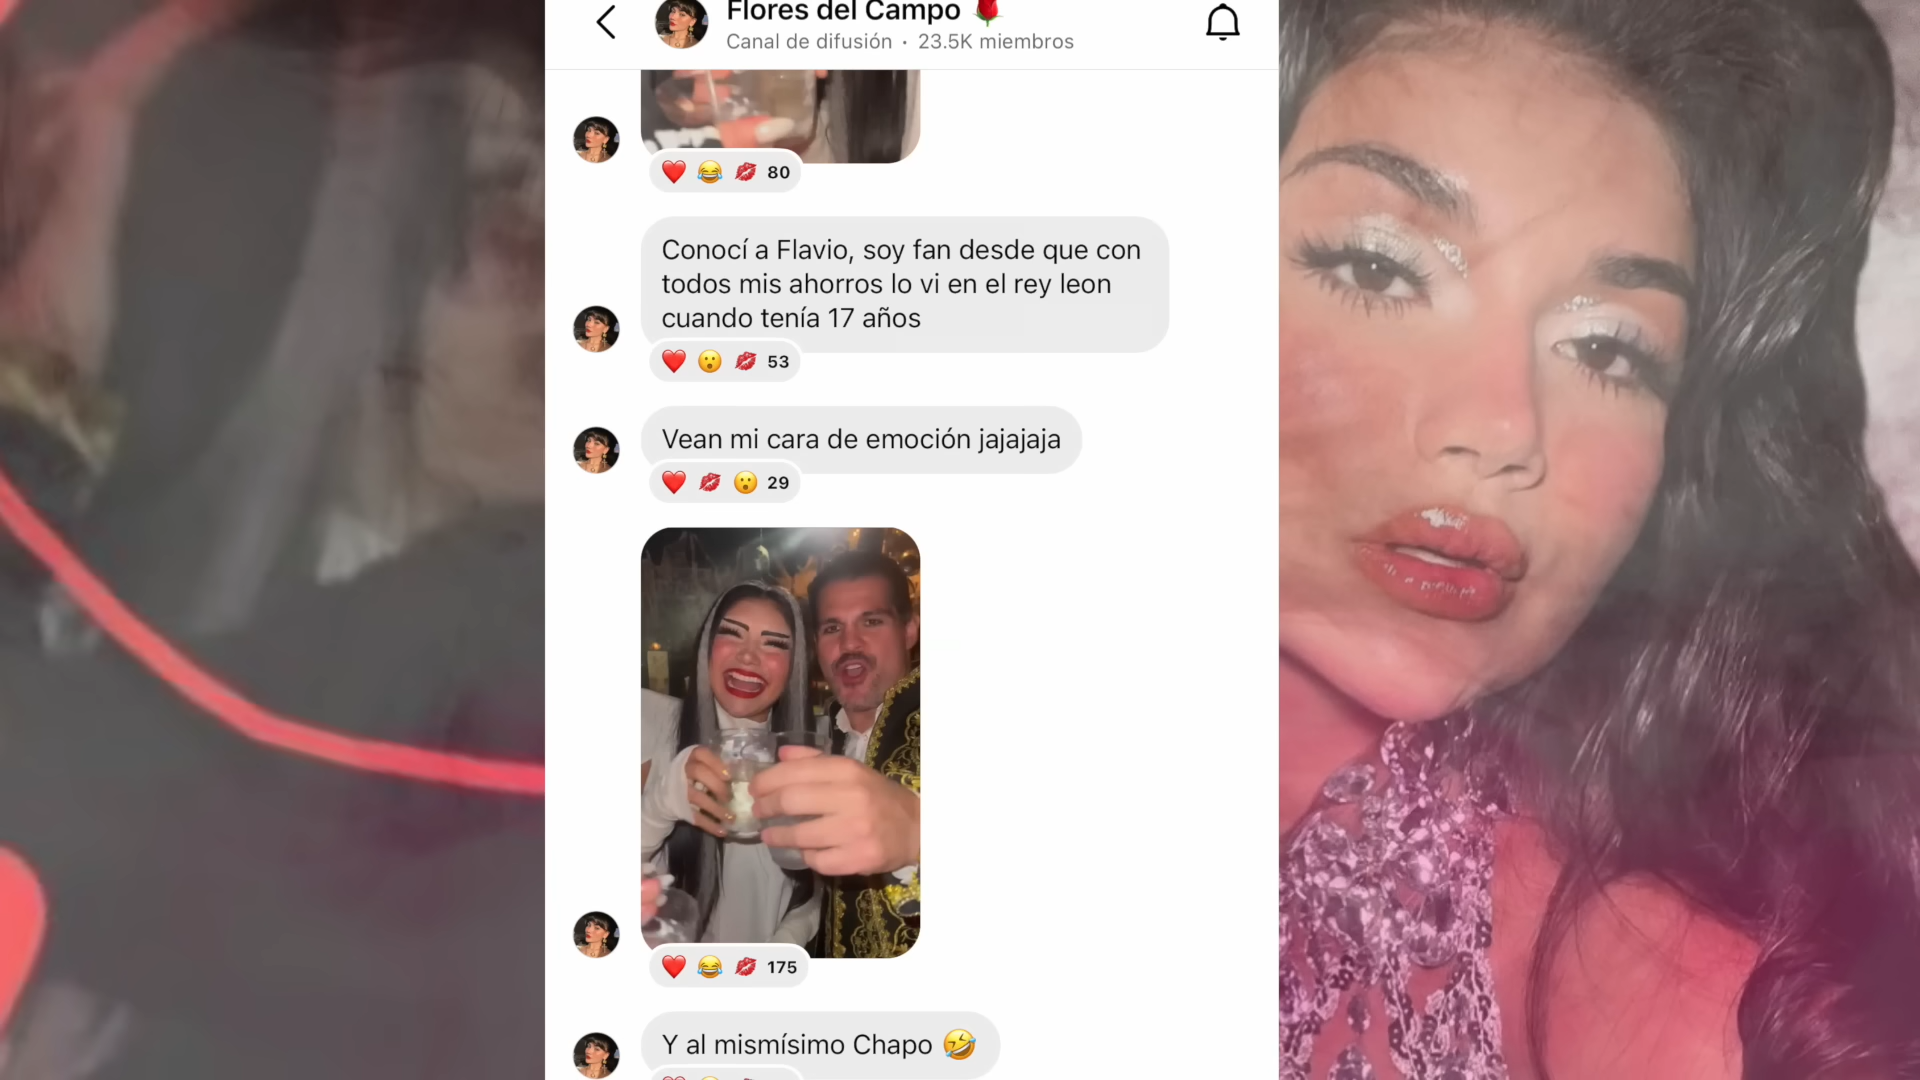 Flores del Campo 🌹
Canal de difusión · 23.5K miembros
❤️ 😂 💋 80
Conocí a Flavio, soy fan desde que con
todos mis ahorros lo vi en el rey leon
cuando tenía 17 años
❤️ 😮 💋 53
Vean mi cara de emoción jajajaja
❤️ 💋 😮 29
❤️ 😂 💋 175
Y al mismísimo Chapo 🤣